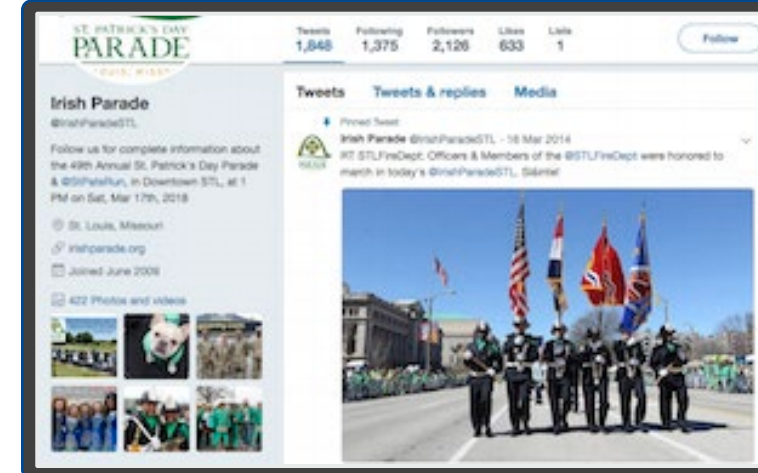 ST. PATRICK'S DAY
PARADE
Tweets Following Followers Likes Lists
1,848 1,375 2,126 633 1
Follow
Irish Parade
@IrishParadeSTL
Follow us for complete information about
the 49th Annual St. Patrick's Day Parade
& @StPatsRun, in Downtown STL, at 1
PM on Sat, Mar 17th, 2018
St. Louis, Missouri
irishparade.org
Joined June 2009
422 Photos and videos
Tweets Tweets & replies Media
Pinned Tweet
Irish Parade @IrishParadeSTL - 16 Mar 2014
RT STLFireDept: Officers & Members of the @STLFireDept were honored to
march in today's @IrishParadeSTL.